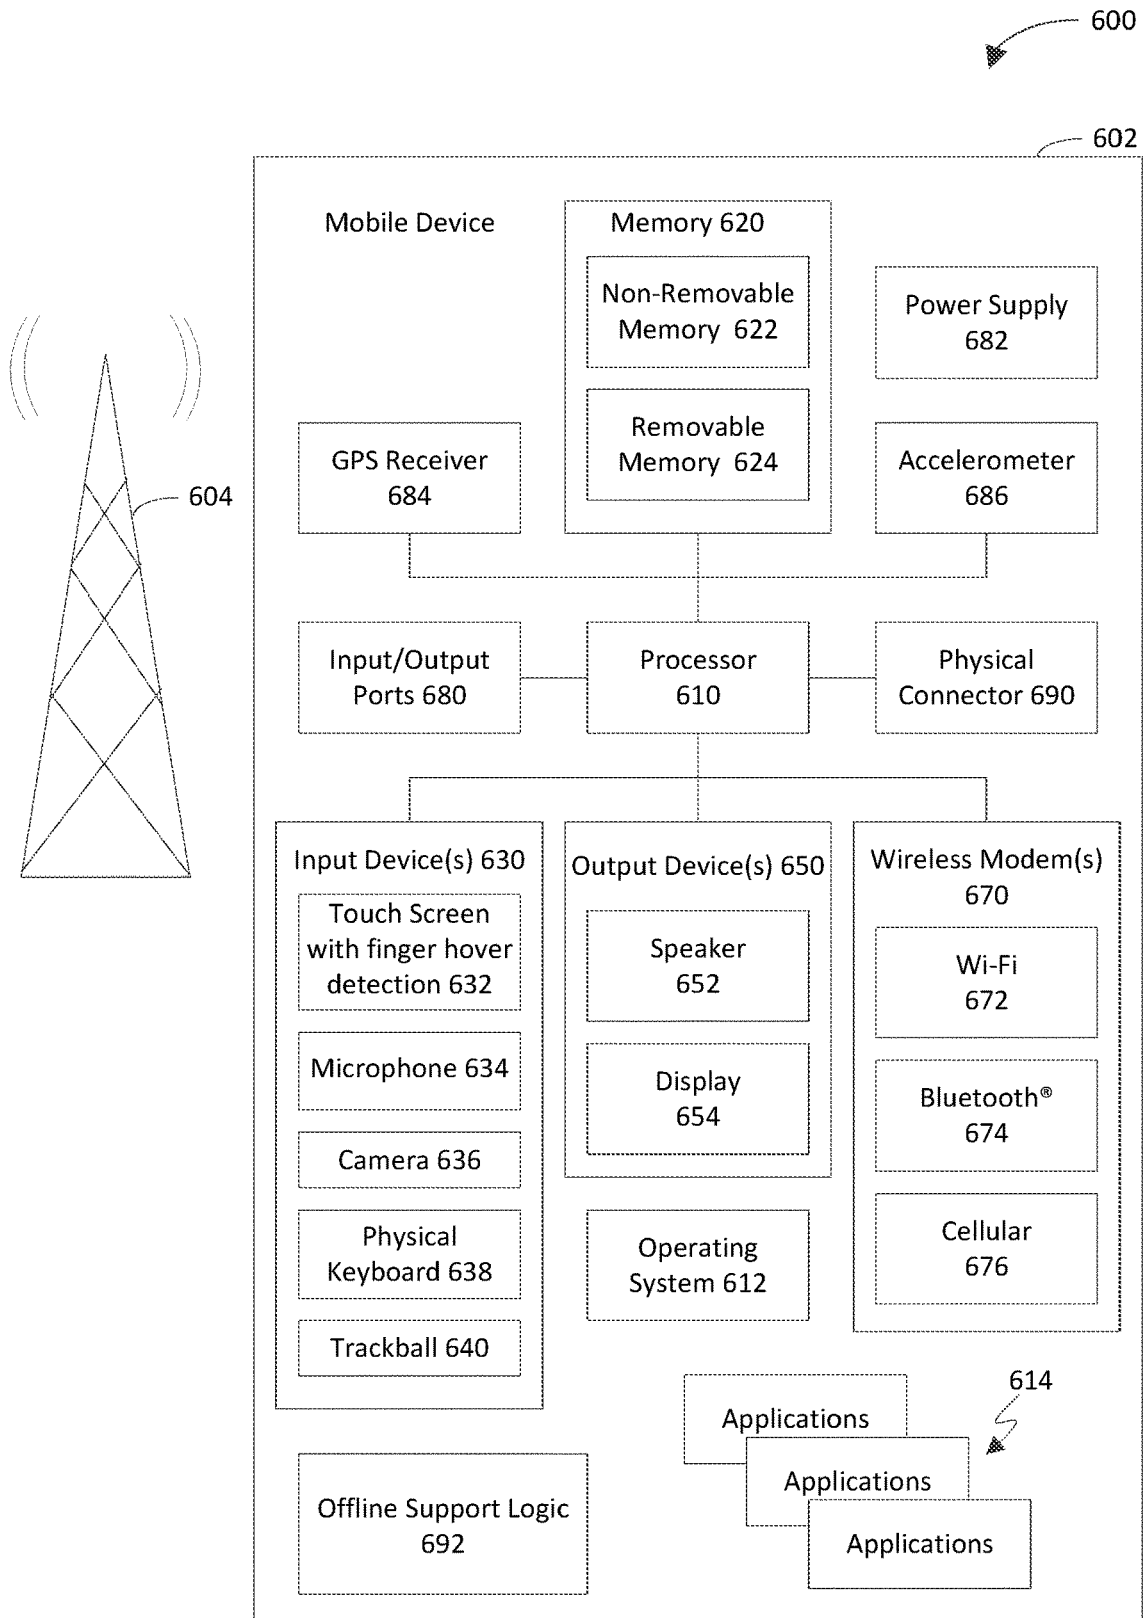 600
602
Mobile Device
Memory 620
Non-Removable
Memory 622
Power Supply
682
Removable
Memory 624
GPS Receiver
684
Accelerometer
686
604
Input/Output
Ports 680
Processor
610
Physical
Connector 690
Input Device(s) 630
Touch Screen
with finger hover
detection 632
Microphone 634
Camera 636
Physical
Keyboard 638
Trackball 640
Output Device(s) 650
Speaker
652
Display
654
Wireless Modem(s)
670
Wi-Fi
672
Bluetooth®
674
Cellular
676
Operating
System 612
614
Applications
Applications
Applications
Offline Support Logic
692